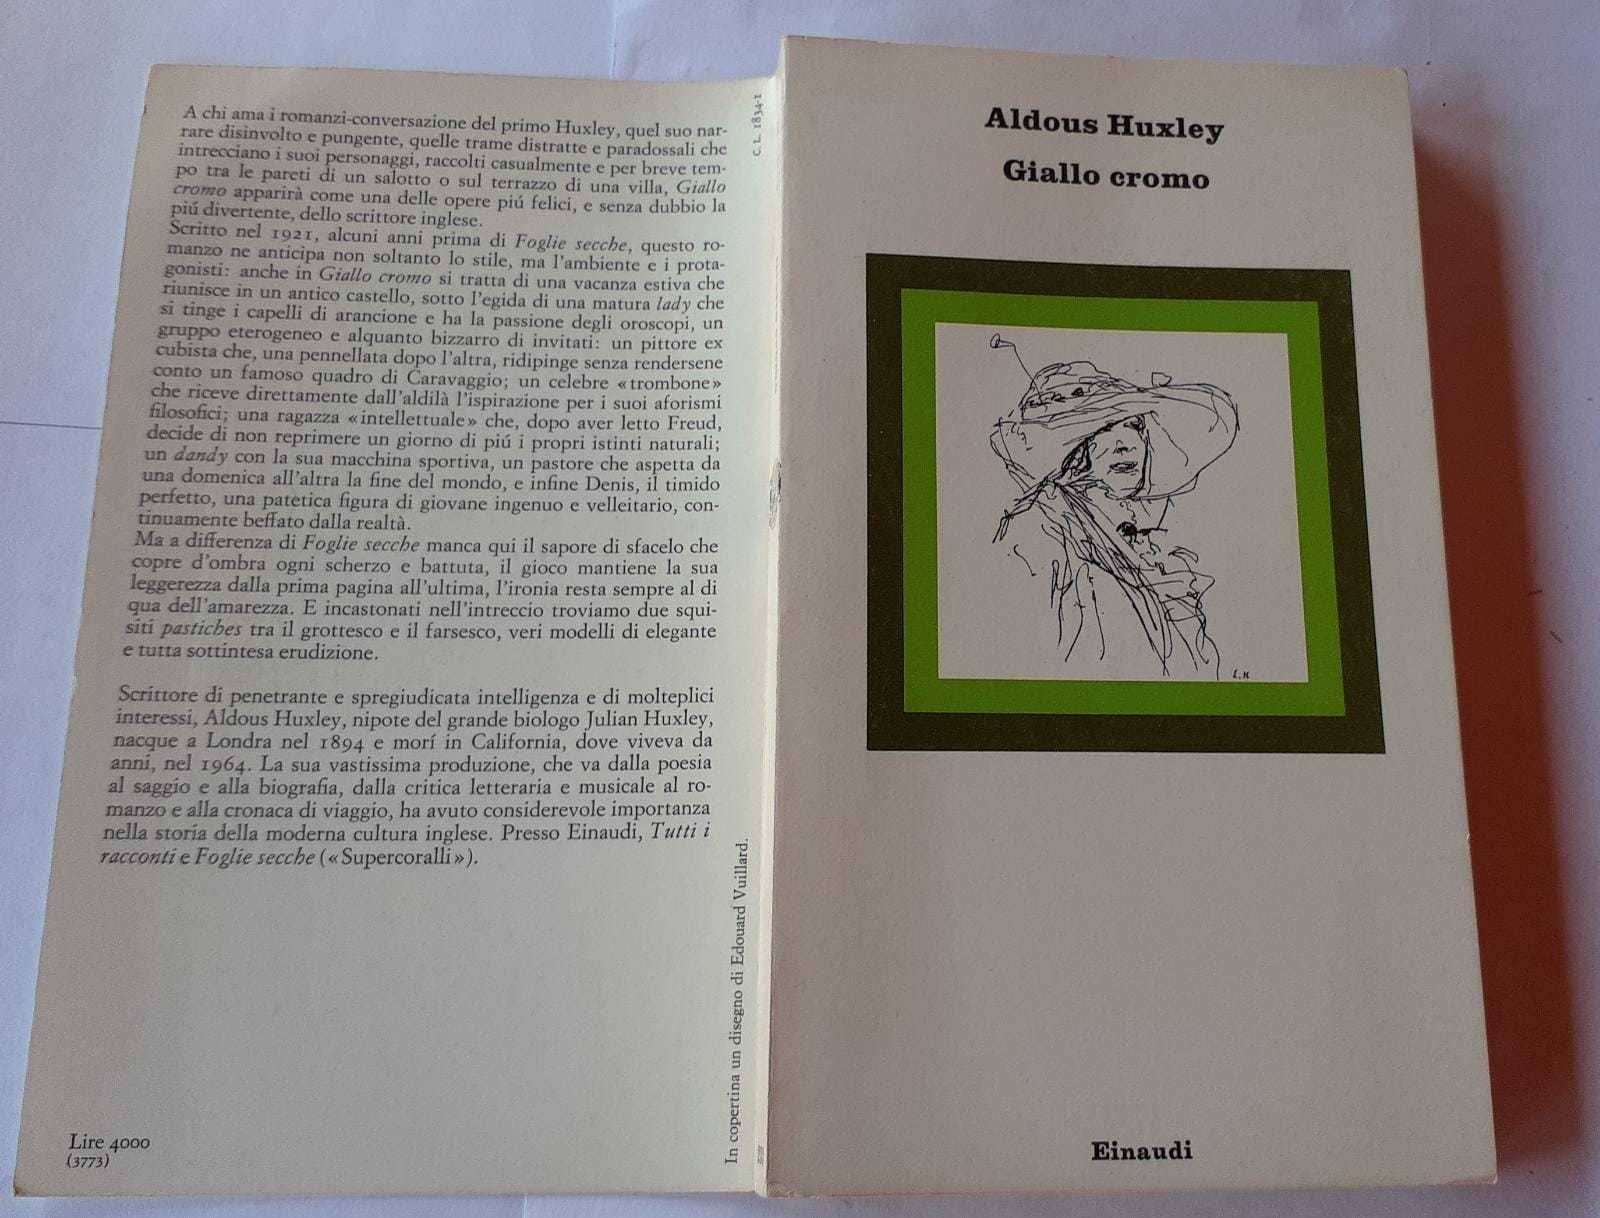 A chi ama i romanzi-conversazione del primo Huxley, quel suo nar-
rare disinvolto e pungente, quelle trame distratte e paradossali che
intrecciano i suoi personaggi, raccolti casualmente e per breve tem-
po tra le pareti di un salotto o sul terrazzo di una villa, Giallo
cromo apparirà come una delle opere piú felici, e senza dubbio la
piú divertente, dello scrittore inglese.
Scritto nel 1921, alcuni anni prima di Foglie secche, questo ro-
manzo ne anticipa non soltanto lo stile, ma l'ambiente e i prota-
gonisti: anche in Giallo cromo si tratta di una vacanza estiva che
riunisce in un antico castello, sotto l'egida di una matura lady che
si tinge i capelli di arancione e ha la passione degli oroscopi, un
gruppo eterogeneo e alquanto bizzarro di invitati: un pittore ex
cubista che, una pennellata dopo l'altra, ridipinge senza rendersene
conto un famoso quadro di Caravaggio; un celebre «trombone»
che riceve direttamente dall'aldilà l'ispirazione per i suoi aforismi
filosofici; una ragazza «intellettuale» che, dopo aver letto Freud,
decide di non reprimere un giorno di piú i propri istinti naturali;
un dandy con la sua macchina sportiva, un pastore che aspetta da
una domenica all'altra la fine del mondo, e infine Denis, il timido
perfetto, una patetica figura di giovane ingenuo e velleitario, con-
tinuamente beffato dalla realtà.
Ma a differenza di Foglie secche manca qui il sapore di sfacelo che
copre d'ombra ogni scherzo e battuta, il gioco mantiene la sua
leggerezza dalla prima pagina all'ultima, l'ironia resta sempre al di
qua dell'amarezza. E incastonati nell'intreccio troviamo due squi-
siti pastiches tra il grottesco e il farsesco, veri modelli di elegante
e tutta sottintesa erudizione.
Scrittore di penetrante e spregiudicata intelligenza e di molteplici
interessi, Aldous Huxley, nipote del grande biologo Julian Huxley,
nacque a Londra nel 1894 e morí in California, dove viveva da
anni, nel 1964. La sua vastissima produzione, che va dalla poesia
al saggio e alla biografia, dalla critica letteraria e musicale al ro-
manzo e alla cronaca di viaggio, ha avuto considerevole importanza
nella storia della moderna cultura inglese. Presso Einaudi, Tutti i
racconti e Foglie secche («Supercoralli»).
Lire 4000
(3773)
C. L. 1834-1
In copertina un disegno di Edouard Vuillard.
Aldous Huxley
Giallo cromo
Einaudi